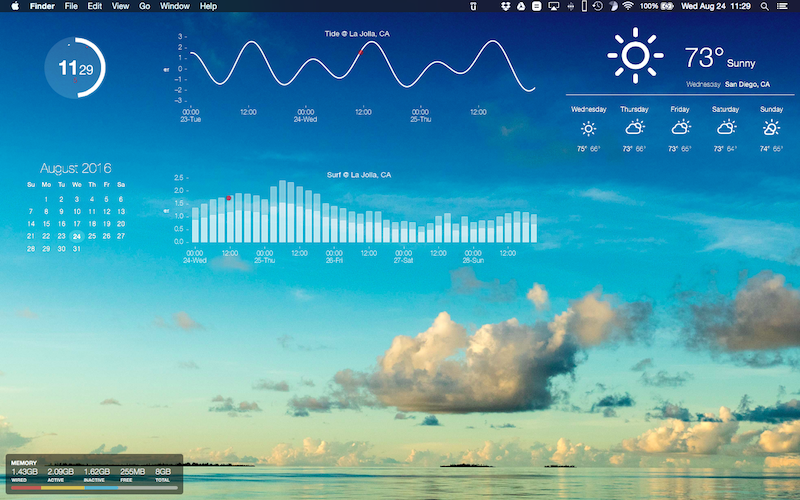 Finder File Edit View Go Window Help
100% Wed Aug 24 11:29
1129
Tide @ La Jolla, CA
3
2
1
0
−1
−2
−3
00:00 12:00 00:00 12:00 00:00 12:00
23-Tue 24-Wed 25-Thu
73° Sunny
Wednesday San Diego, CA
Wednesday Thursday Friday Saturday Sunday
75° 66° 73° 66° 73° 65° 73° 64° 74° 65°
August 2016
Su Mo Tu We Th Fr Sa
1 2 3 4 5 6
7 8 9 10 11 12 13
14 15 16 17 18 19 20
21 22 23 24 25 26 27
28 29 30 31
Surf @ La Jolla, CA
2.5
2.0
1.5
1.0
0.5
0.0
00:00 12:00 00:00 12:00 00:00 12:00 00:00 12:00 00:00 12:00
24-Wed 25-Thu 26-Fri 27-Sat 28-Sun
MEMORY
1.43GB 2.09GB 1.62GB 255MB 8GB
WIRED ACTIVE INACTIVE FREE TOTAL